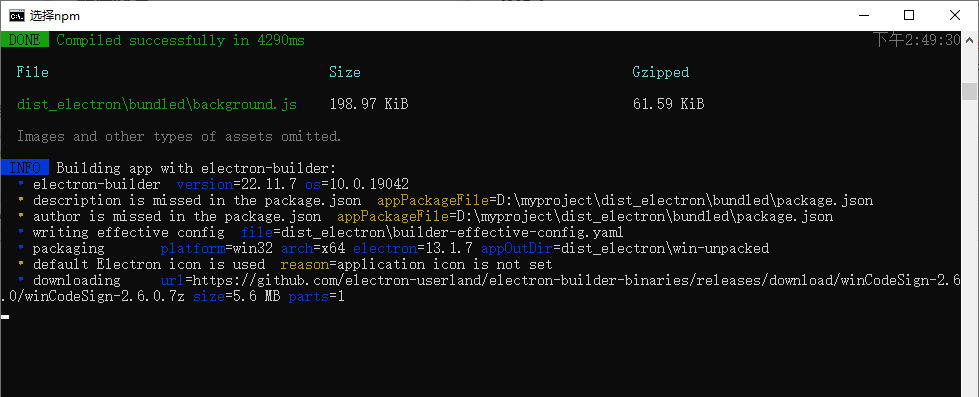 选择npm
DONE Compiled successfully in 4290ms 下午2:49:30
File Size Gzipped
dist_electron\bundled\background.js 198.97 KiB 61.59 KiB
Images and other types of assets omitted.
INFO Building app with electron-builder:
• electron-builder version=22.11.7 os=10.0.19042
• description is missed in the package.json appPackageFile=D:\myproject\dist_electron\bundled\package.json
• author is missed in the package.json appPackageFile=D:\myproject\dist_electron\bundled\package.json
• writing effective config file=dist_electron\builder-effective-config.yaml
• packaging platform=win32 arch=x64 electron=13.1.7 appOutDir=dist_electron\win-unpacked
• default Electron icon is used reason=application icon is not set
• downloading url=https://github.com/electron-userland/electron-builder-binaries/releases/download/winCodeSign-2.6
.0/winCodeSign-2.6.0.7z size=5.6 MB parts=1